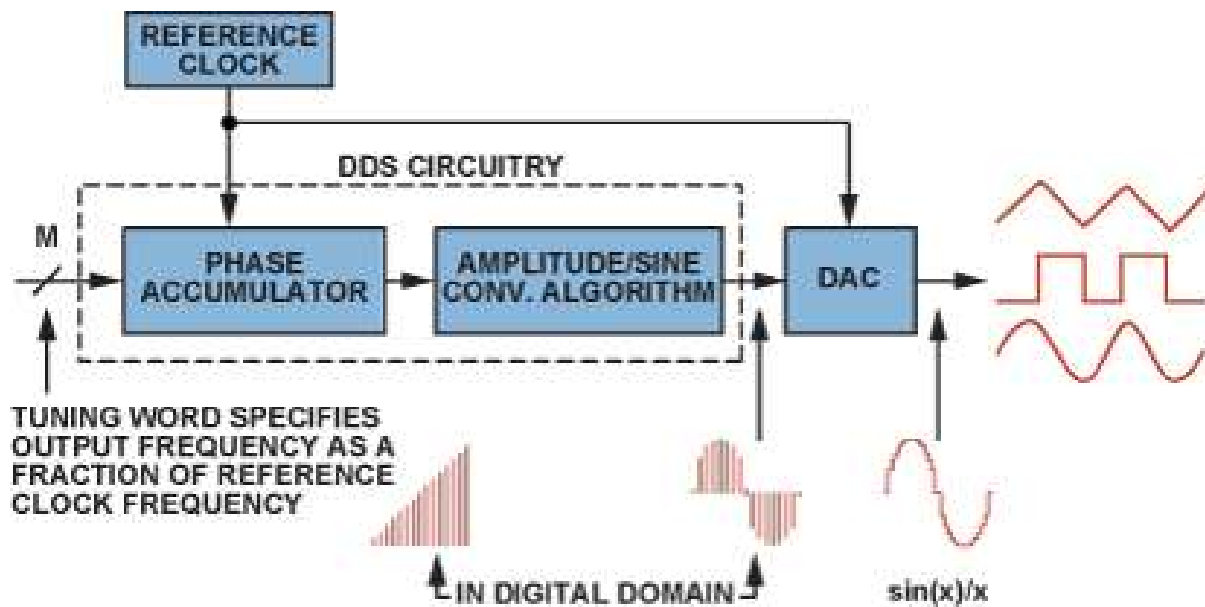 REFERENCE
CLOCK
DDS CIRCUITRY
M
PHASE
ACCUMULATOR
AMPLITUDE/SINE
CONV. ALGORITHM
DAC
TUNING WORD SPECIFIES
OUTPUT FREQUENCY AS A
FRACTION OF REFERENCE
CLOCK FREQUENCY
IN DIGITAL DOMAIN
sin(x)/x